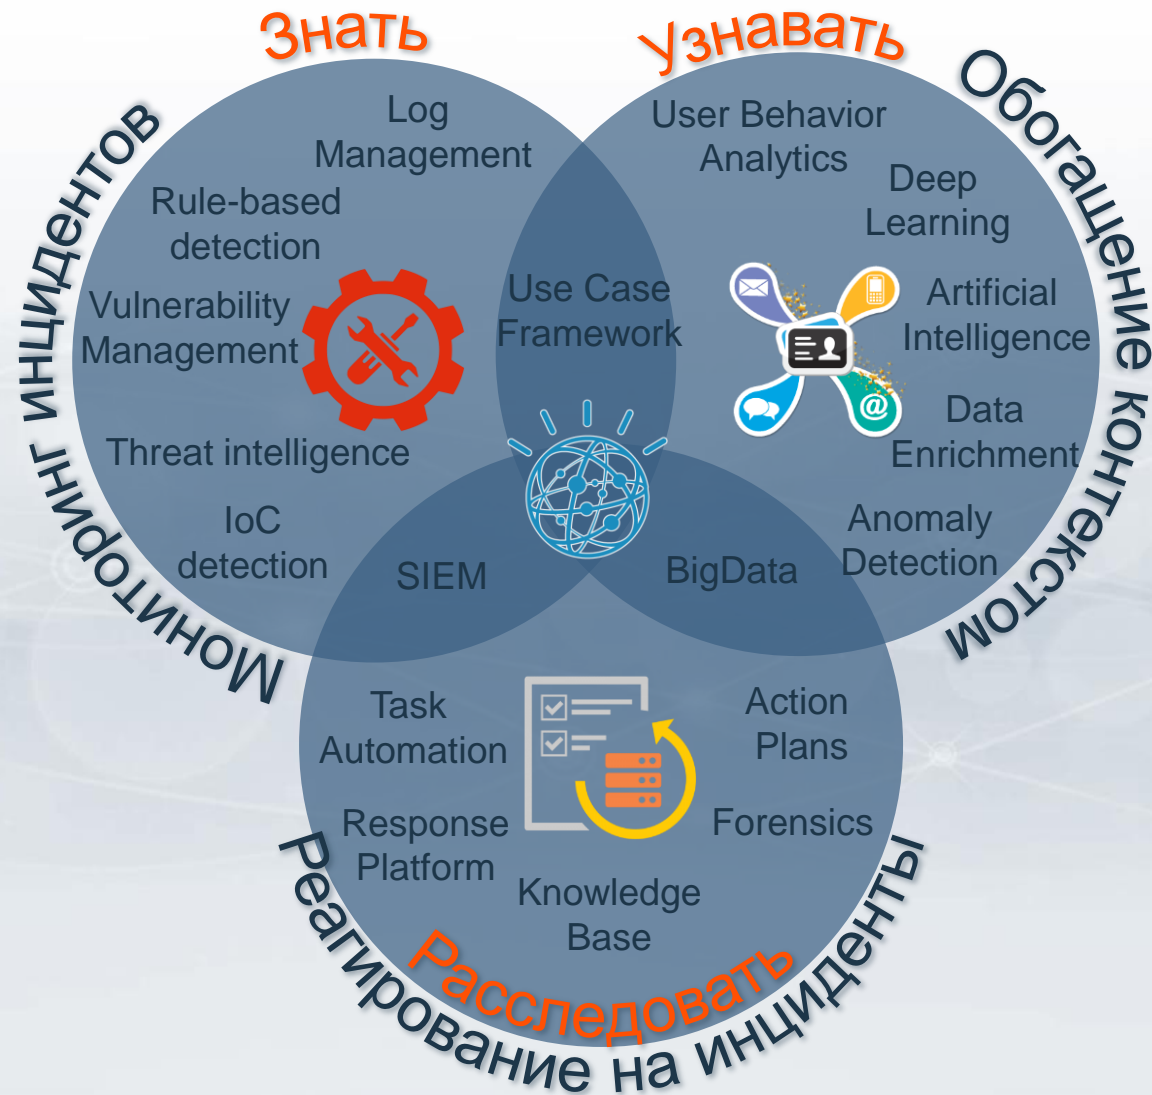 Знать
Мониторинг инцидентов
Log
Management
Rule-based
detection
Vulnerability
Management
Threat intelligence
IoC
detection
Узнавать
Обогащение контекстом
User Behavior
Analytics
Deep
Learning
Artificial
Intelligence
Data
Enrichment
Anomaly
Detection
@
Use Case
Framework
SIEM
BigData
Task
Automation
Action
Plans
Response
Platform
Forensics
Knowledge
Base
Расследовать
Реагирование на инциденты